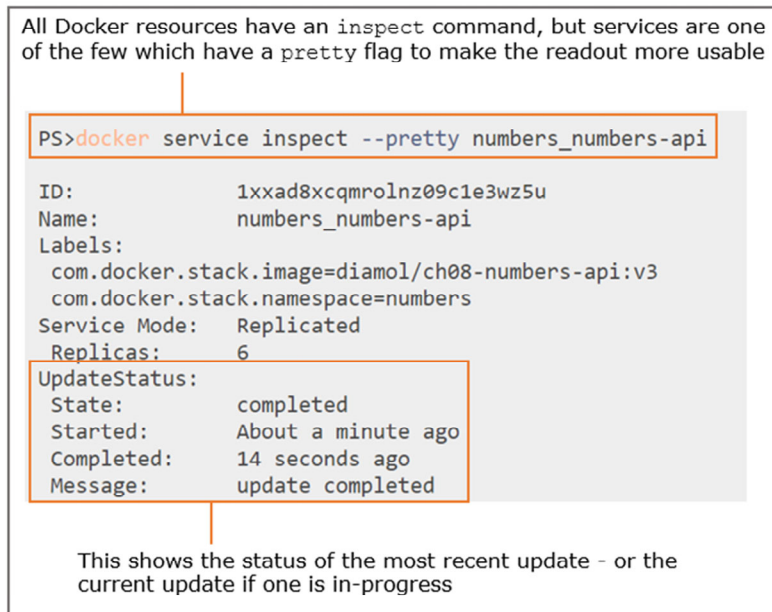 All Docker resources have an inspect command, but services are one
of the few which have a pretty flag to make the readout more usable
PS>docker service inspect --pretty numbers_numbers-api
ID: 1xxad8xcqmrolnz09c1e3wz5u
Name: numbers_numbers-api
Labels:
com.docker.stack.image=diamol/ch08-numbers-api:v3
com.docker.stack.namespace=numbers
Service Mode: Replicated
Replicas: 6
UpdateStatus:
State: completed
Started: About a minute ago
Completed: 14 seconds ago
Message: update completed
This shows the status of the most recent update - or the
current update if one is in-progress